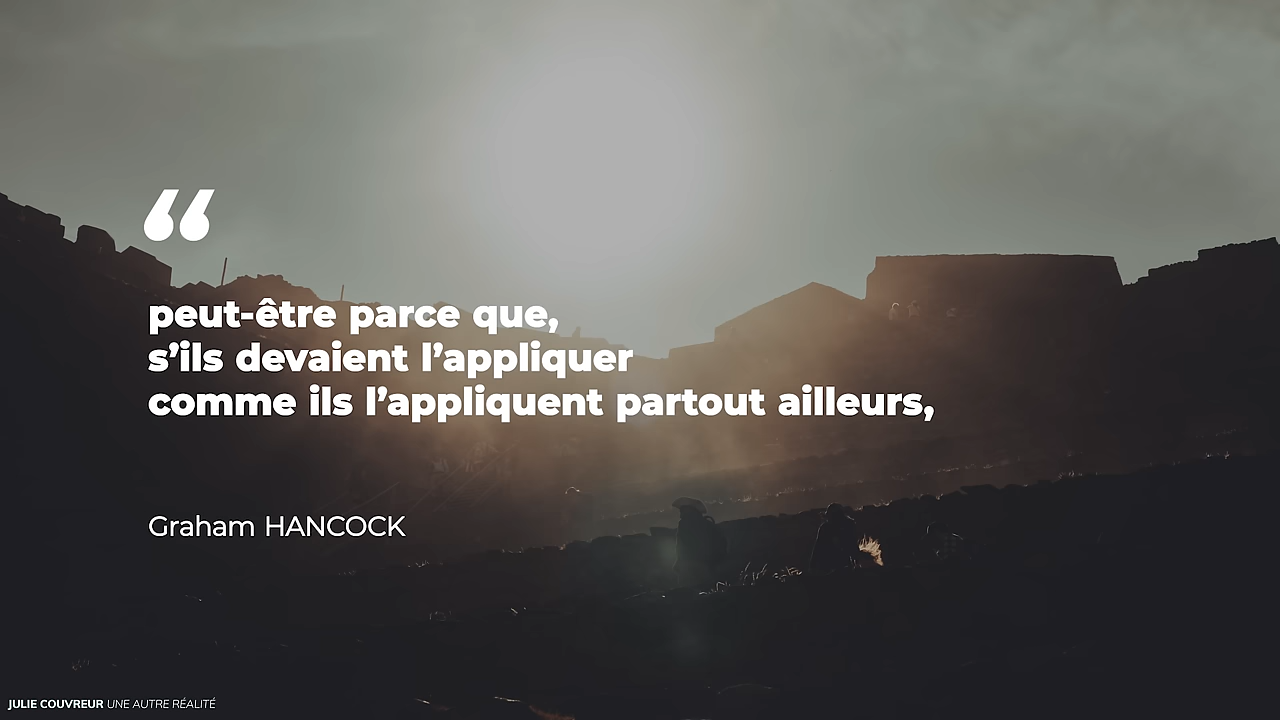 “
peut-être parce que,
s’ils devaient l’appliquer
comme ils l’appliquent partout ailleurs,
Graham HANCOCK
JULIE COUVREUR UNE AUTRE RÉALITÉ